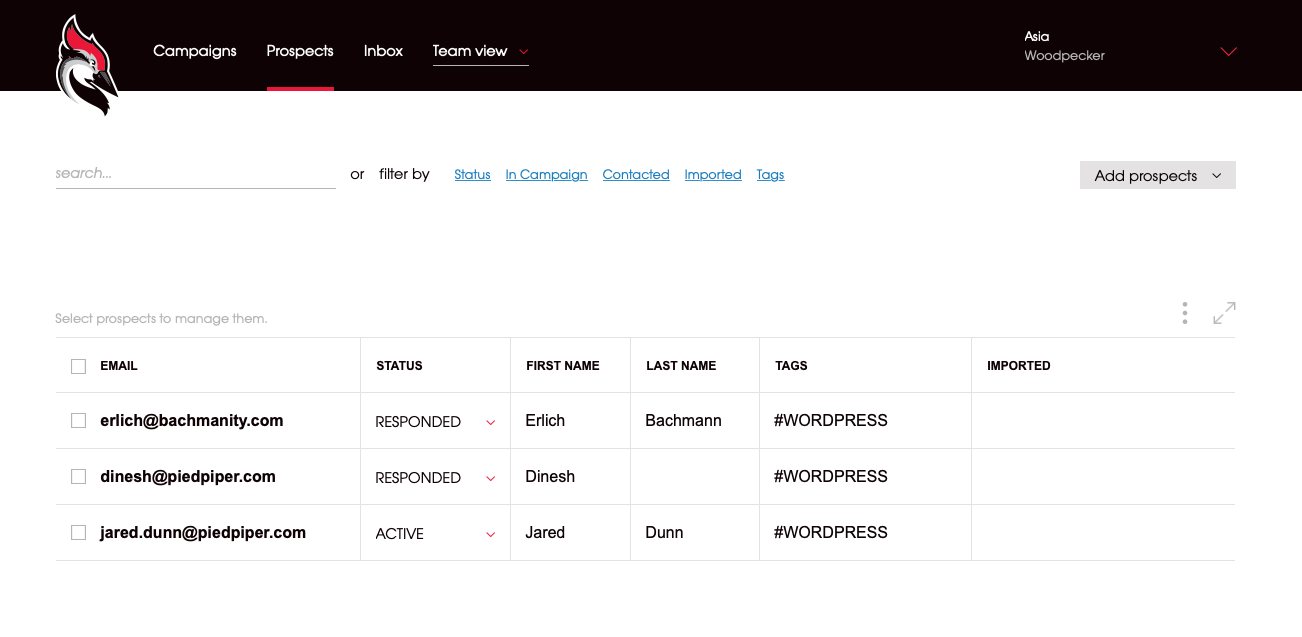 Campaigns Prospects Inbox Team view Asia
Woodpecker
search... or filter by Status In Campaign Contacted Imported Tags Add prospects
Select prospects to manage them.
EMAIL STATUS FIRST NAME LAST NAME TAGS IMPORTED
erlich@bachmanity.com RESPONDED Erlich Bachmann #WORDPRESS
dinesh@piedpiper.com RESPONDED Dinesh #WORDPRESS
jared.dunn@piedpiper.com ACTIVE Jared Dunn #WORDPRESS